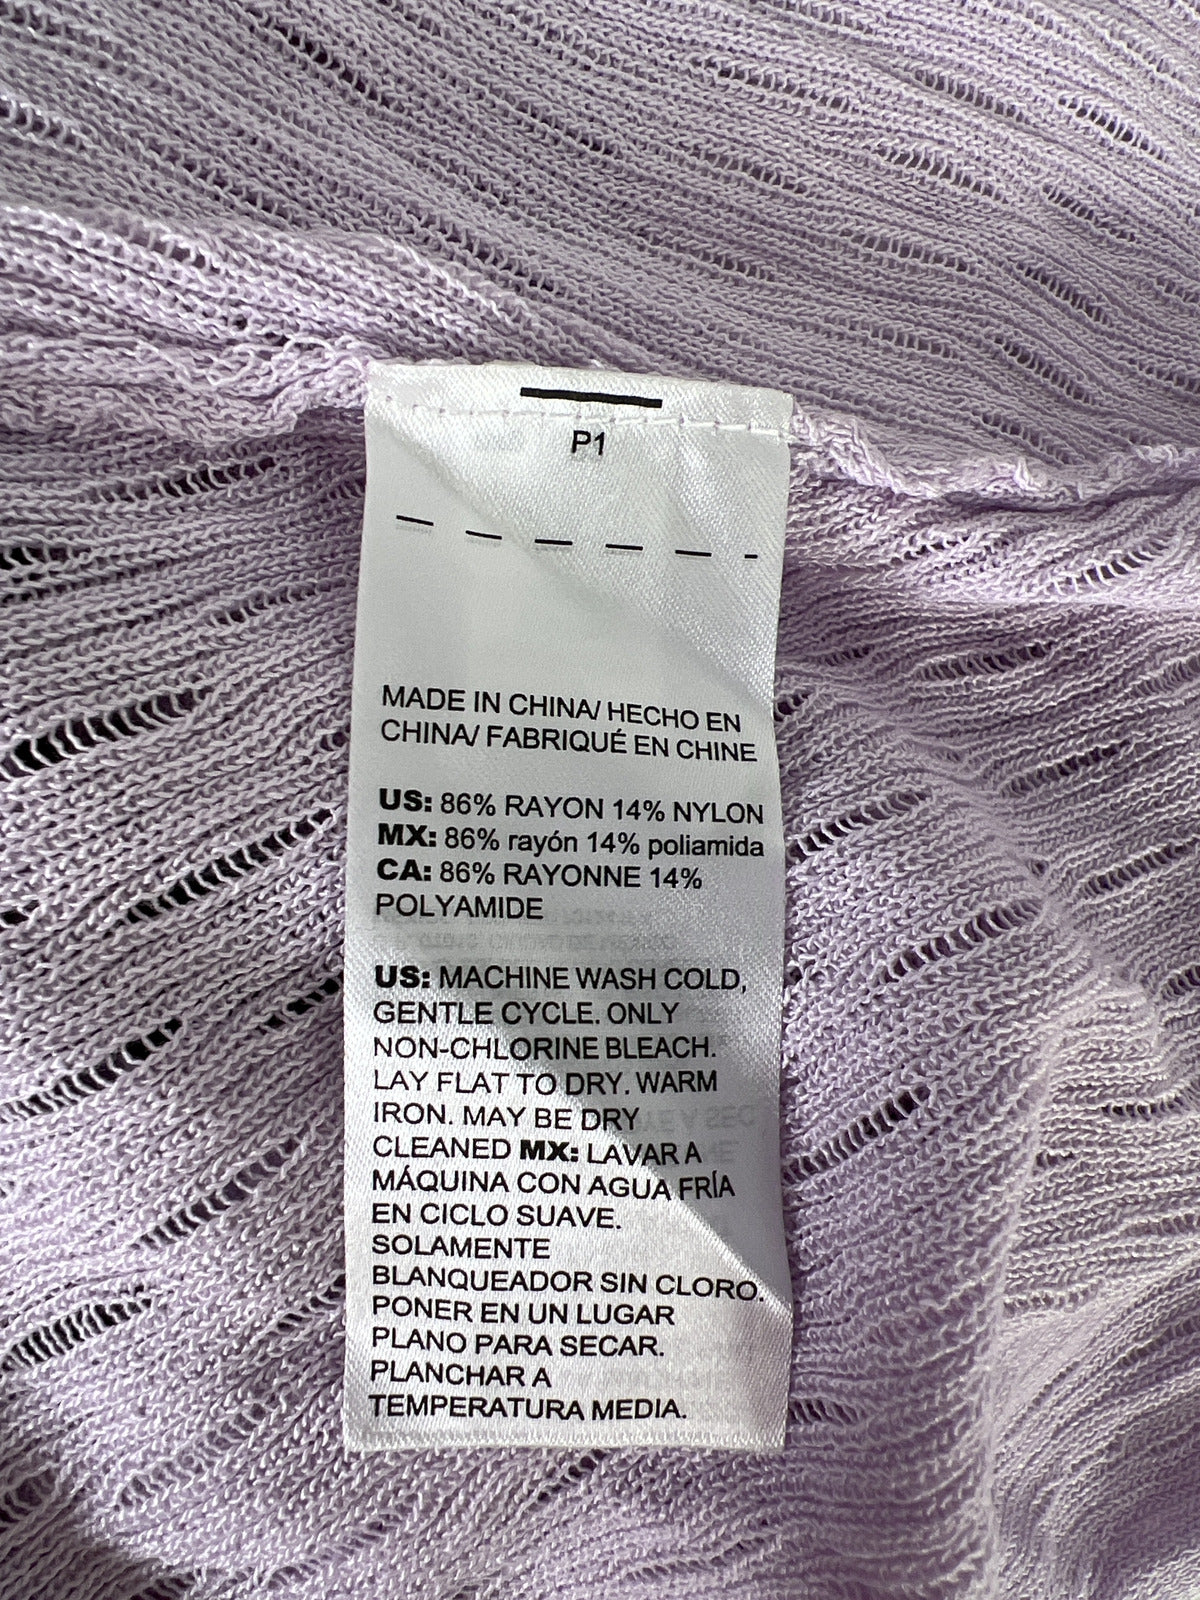 P1
MADE IN CHINA/ HECHO EN
CHINA/ FABRIQUÉ EN CHINE
US: 86% RAYON 14% NYLON
MX: 86% rayón 14% poliamida
CA: 86% RAYONNE 14%
POLYAMIDE
US: MACHINE WASH COLD,
GENTLE CYCLE. ONLY
NON-CHLORINE BLEACH.
LAY FLAT TO DRY. WARM
IRON. MAY BE DRY
CLEANED MX: LAVAR A
MÁQUINA CON AGUA FRÍA
EN CICLO SUAVE.
SOLAMENTE
BLANQUEADOR SIN CLORO.
PONER EN UN LUGAR
PLANO PARA SECAR.
PLANCHAR A
TEMPERATURA MEDIA.